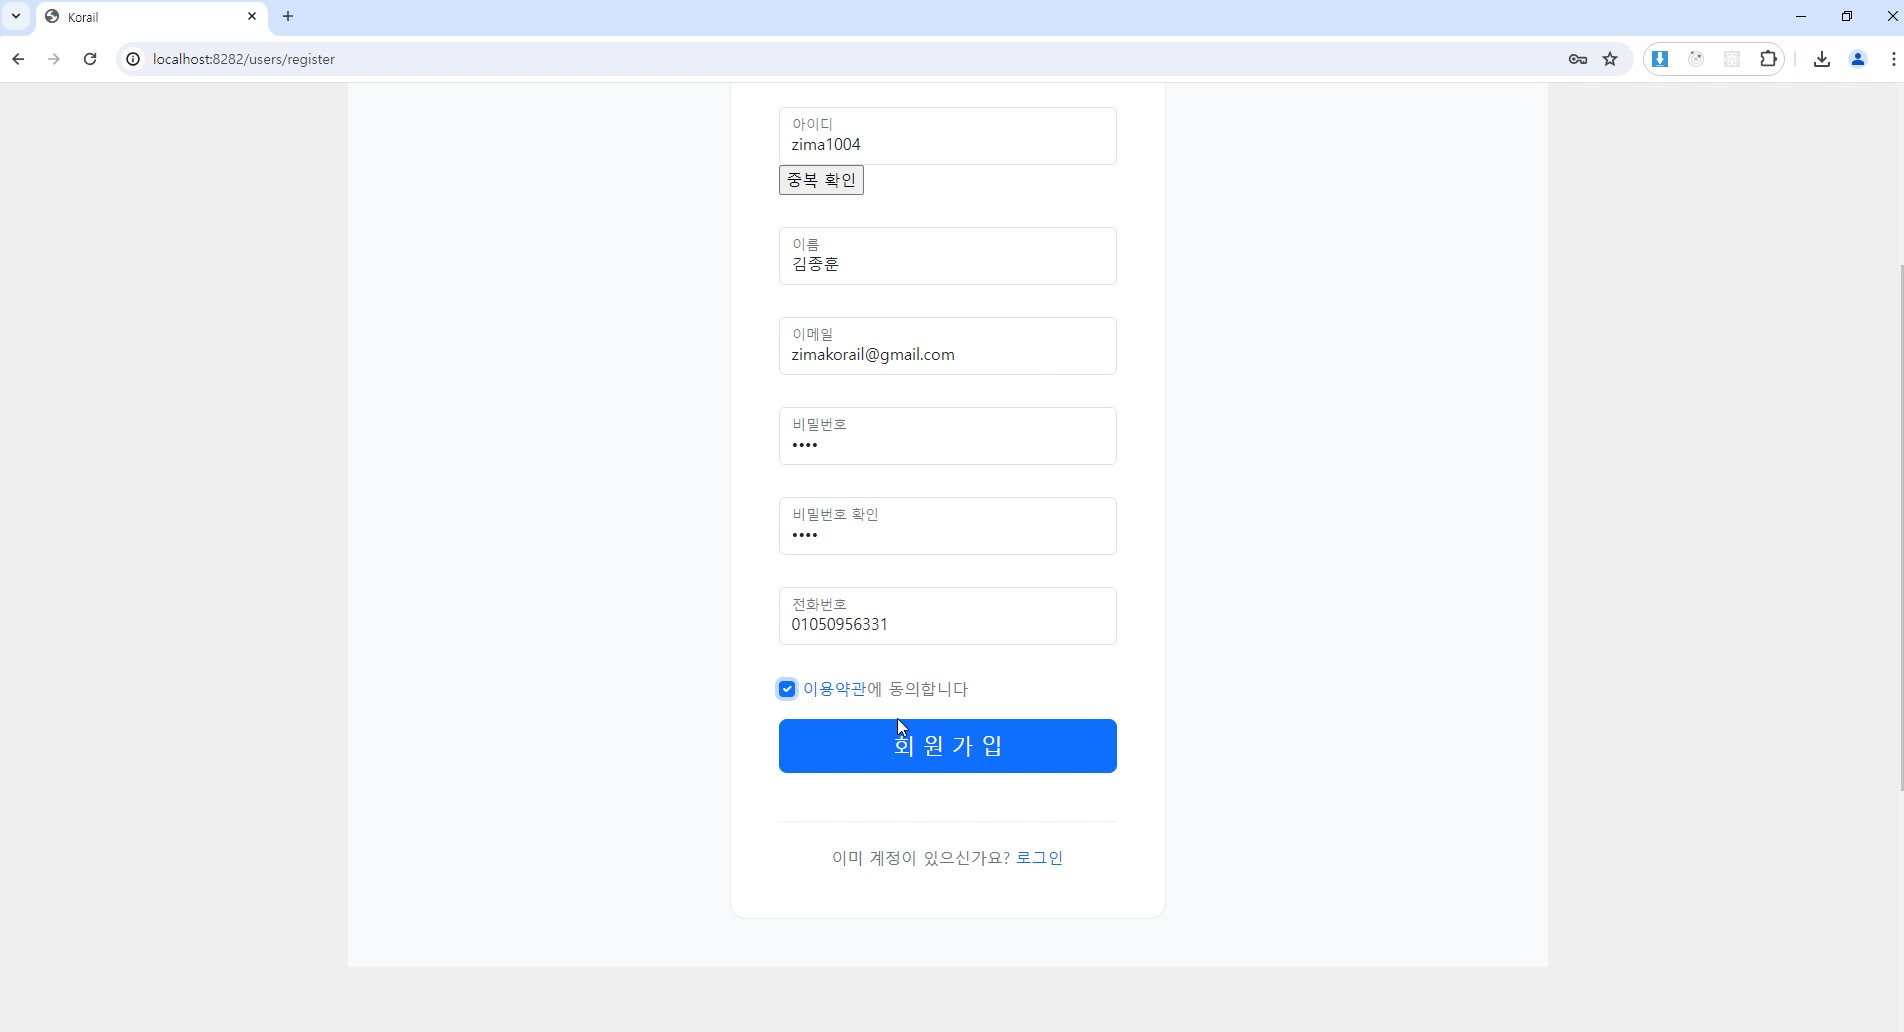 Korail
localhost:8282/users/register
아이디
zima1004
중복 확인
이름
김종훈
이메일
zimakorail@gmail.com
비밀번호
••••
비밀번호 확인
••••
전화번호
01050956331
이용약관에 동의합니다
회 원 가 입
이미 계정이 있으신가요? 로그인